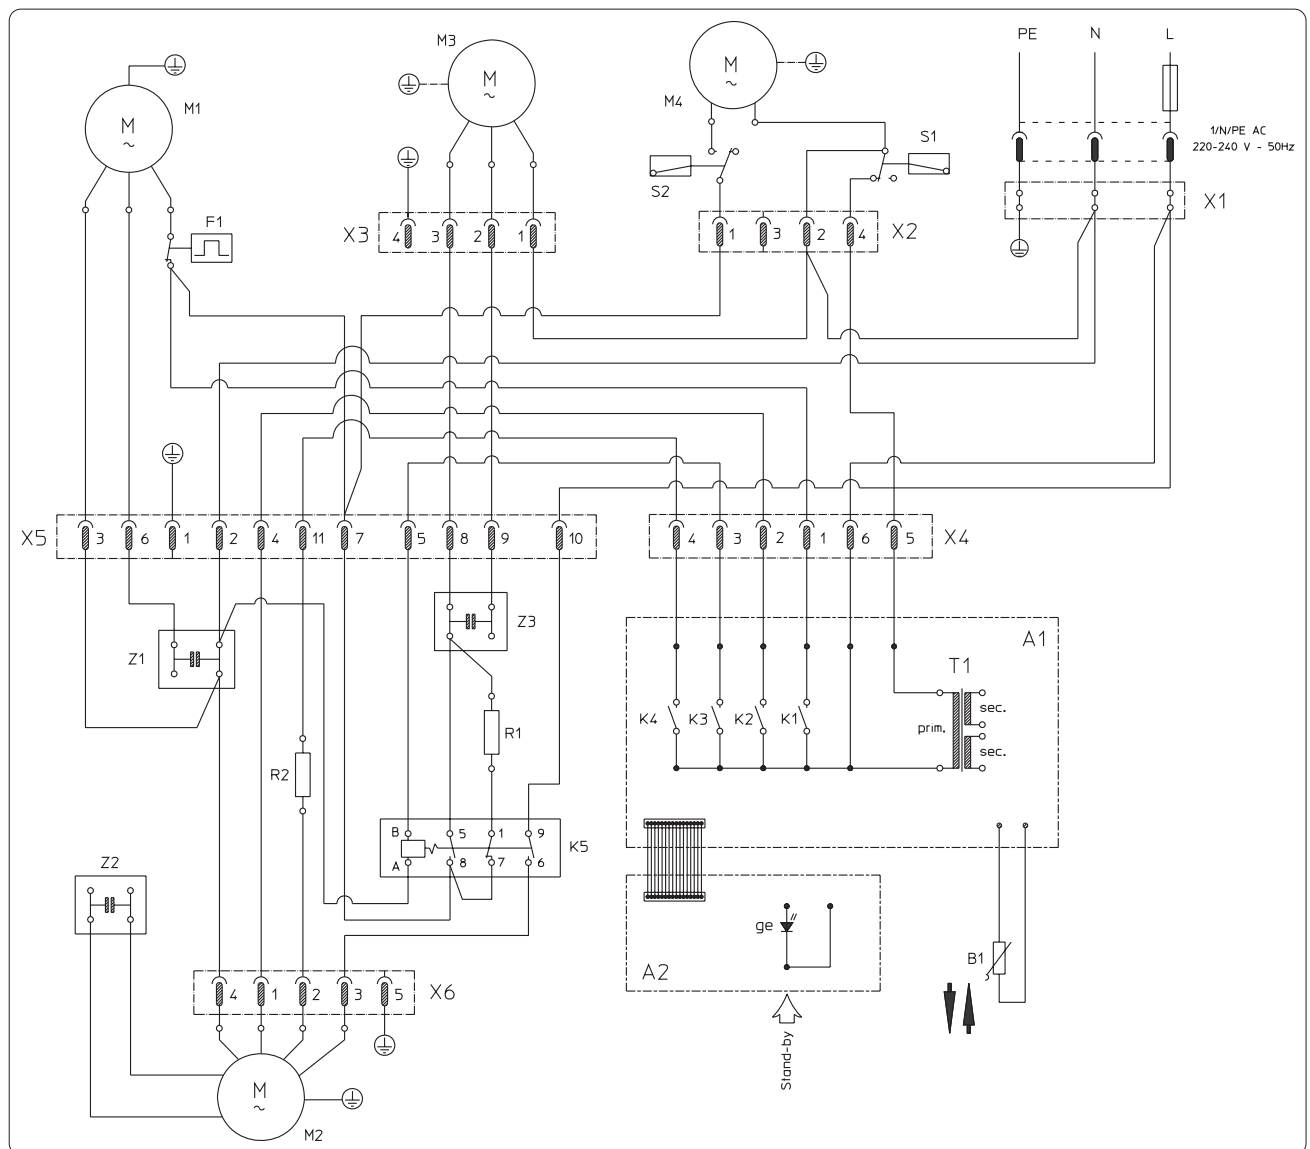 PE N L
M3
M
~
M
M4
M1
M
~
1/N/PE AC
220-240 V - 50Hz
S1
S2
X1
F1
X3 4 3 2 1
1 3 2 4 X2
X5 3 6 1 2 4 11 7 5 8 9 10
4 3 2 1 6 5 X4
Z3
A1
Z1
T1
sec.
prim.
sec.
K4 K3 K2 K1
R1
R2
B 5 1 9
K5
A 8 7 6
Z2
ge
A2
B1
4 1 2 3 5 X6
Stand-by
M
~
M2